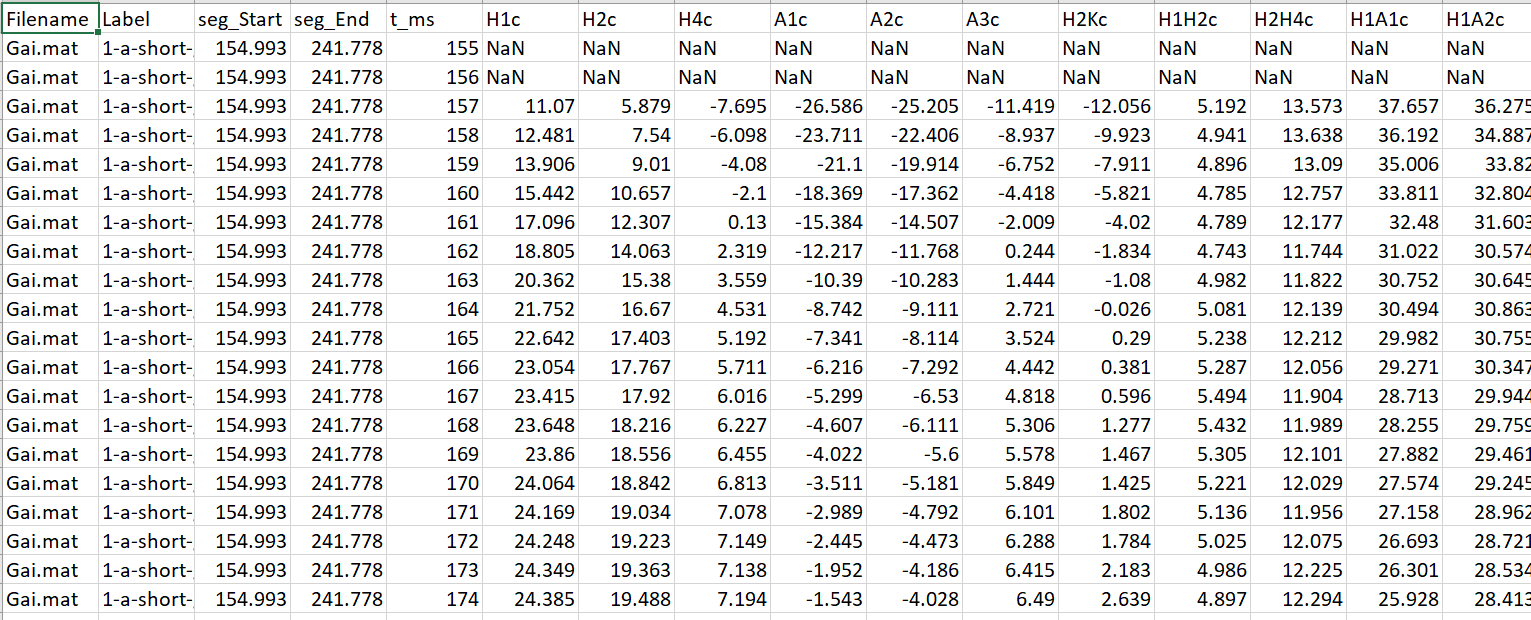 Filename Label seg_Start seg_End t_ms H1c H2c H4c A1c A2c A3c H2Kc H1H2c H2H4c H1A1c H1A2c
Gai.mat 1-a-short- 154.993 241.778 155 NaN NaN NaN NaN NaN NaN NaN NaN NaN NaN NaN
Gai.mat 1-a-short- 154.993 241.778 156 NaN NaN NaN NaN NaN NaN NaN NaN NaN NaN NaN
Gai.mat 1-a-short- 154.993 241.778 157 11.07 5.879 -7.695 -26.586 -25.205 -11.419 -12.056 5.192 13.573 37.657 36.275
Gai.mat 1-a-short- 154.993 241.778 158 12.481 7.54 -6.098 -23.711 -22.406 -8.937 -9.923 4.941 13.638 36.192 34.887
Gai.mat 1-a-short- 154.993 241.778 159 13.906 9.01 -4.08 -21.1 -19.914 -6.752 -7.911 4.896 13.09 35.006 33.82
Gai.mat 1-a-short- 154.993 241.778 160 15.442 10.657 -2.1 -18.369 -17.362 -4.418 -5.821 4.785 12.757 33.811 32.804
Gai.mat 1-a-short- 154.993 241.778 161 17.096 12.307 0.13 -15.384 -14.507 -2.009 -4.02 4.789 12.177 32.48 31.603
Gai.mat 1-a-short- 154.993 241.778 162 18.805 14.063 2.319 -12.217 -11.768 0.244 -1.834 4.743 11.744 31.022 30.574
Gai.mat 1-a-short- 154.993 241.778 163 20.362 15.38 3.559 -10.39 -10.283 1.444 -1.08 4.982 11.822 30.752 30.645
Gai.mat 1-a-short- 154.993 241.778 164 21.752 16.67 4.531 -8.742 -9.111 2.721 -0.026 5.081 12.139 30.494 30.863
Gai.mat 1-a-short- 154.993 241.778 165 22.642 17.403 5.192 -7.341 -8.114 3.524 0.29 5.238 12.212 29.982 30.755
Gai.mat 1-a-short- 154.993 241.778 166 23.054 17.767 5.711 -6.216 -7.292 4.442 0.381 5.287 12.056 29.271 30.347
Gai.mat 1-a-short- 154.993 241.778 167 23.415 17.92 6.016 -5.299 -6.53 4.818 0.596 5.494 11.904 28.713 29.944
Gai.mat 1-a-short- 154.993 241.778 168 23.648 18.216 6.227 -4.607 -6.111 5.306 1.277 5.432 11.989 28.255 29.759
Gai.mat 1-a-short- 154.993 241.778 169 23.86 18.556 6.455 -4.022 -5.6 5.578 1.467 5.305 12.101 27.882 29.461
Gai.mat 1-a-short- 154.993 241.778 170 24.064 18.842 6.813 -3.511 -5.181 5.849 1.425 5.221 12.029 27.574 29.245
Gai.mat 1-a-short- 154.993 241.778 171 24.169 19.034 7.078 -2.989 -4.792 6.101 1.802 5.136 11.956 27.158 28.962
Gai.mat 1-a-short- 154.993 241.778 172 24.248 19.223 7.149 -2.445 -4.473 6.288 1.784 5.025 12.075 26.693 28.721
Gai.mat 1-a-short- 154.993 241.778 173 24.349 19.363 7.138 -1.952 -4.186 6.415 2.183 4.986 12.225 26.301 28.534
Gai.mat 1-a-short- 154.993 241.778 174 24.385 19.488 7.194 -1.543 -4.028 6.49 2.639 4.897 12.294 25.928 28.413